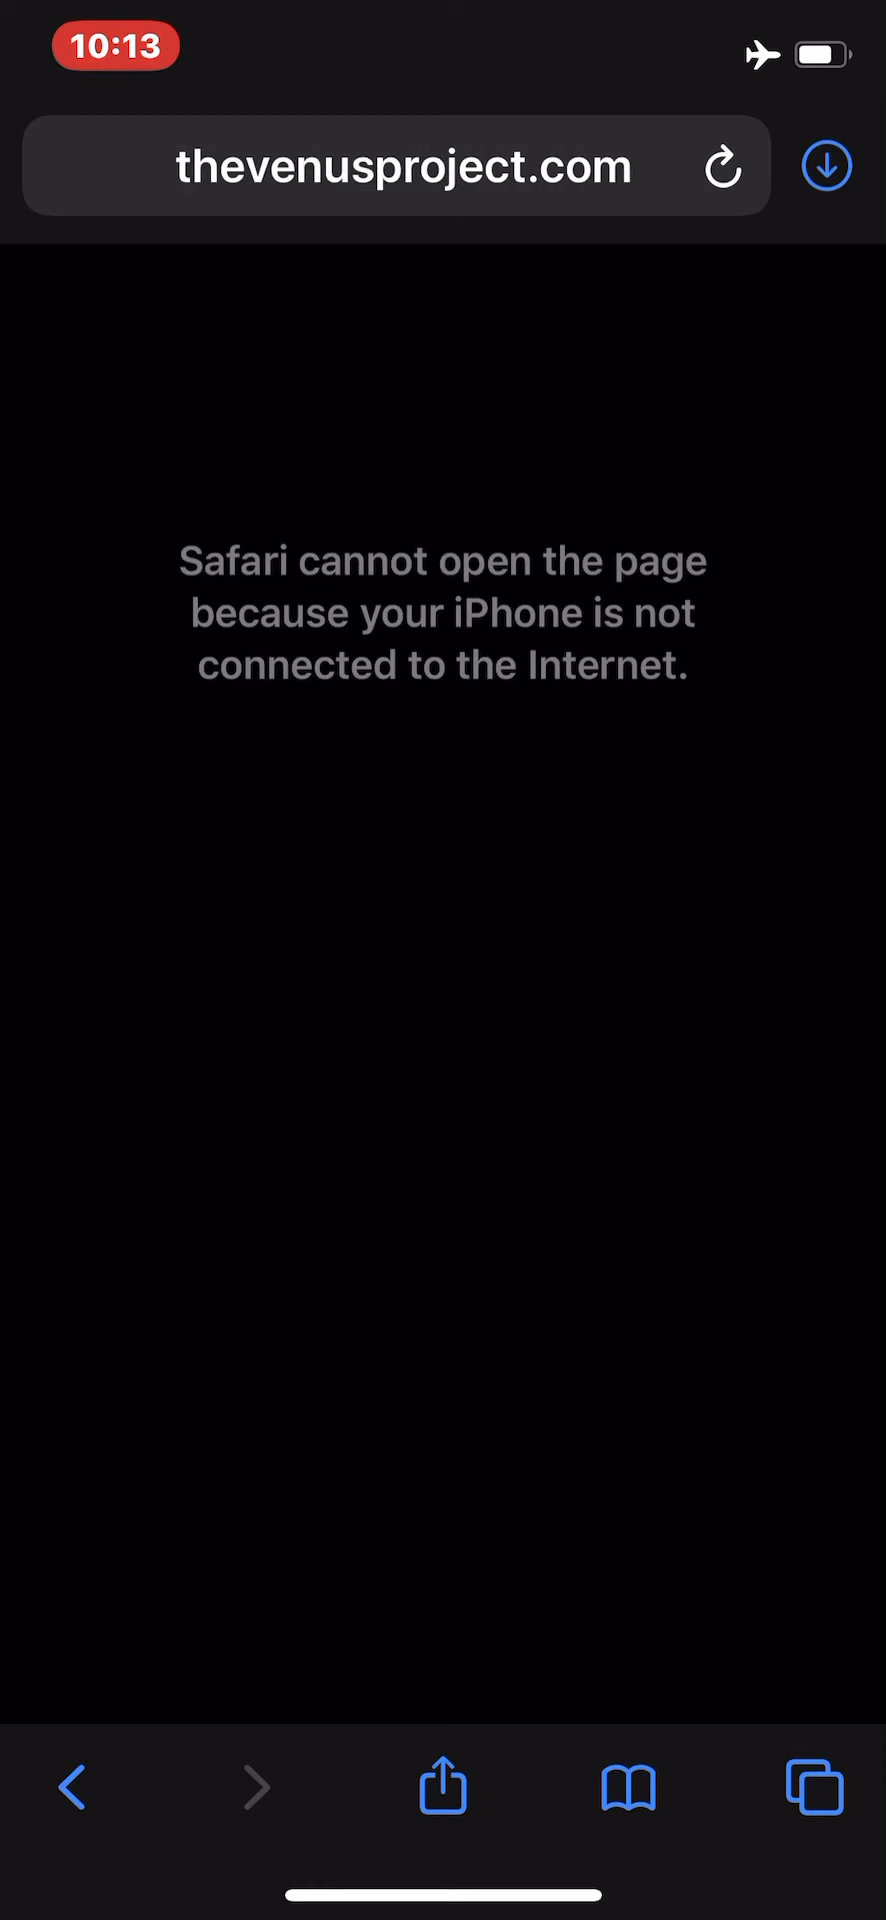 10:13
thevenusproject.com
Safari cannot open the page
because your iPhone is not
connected to the Internet.